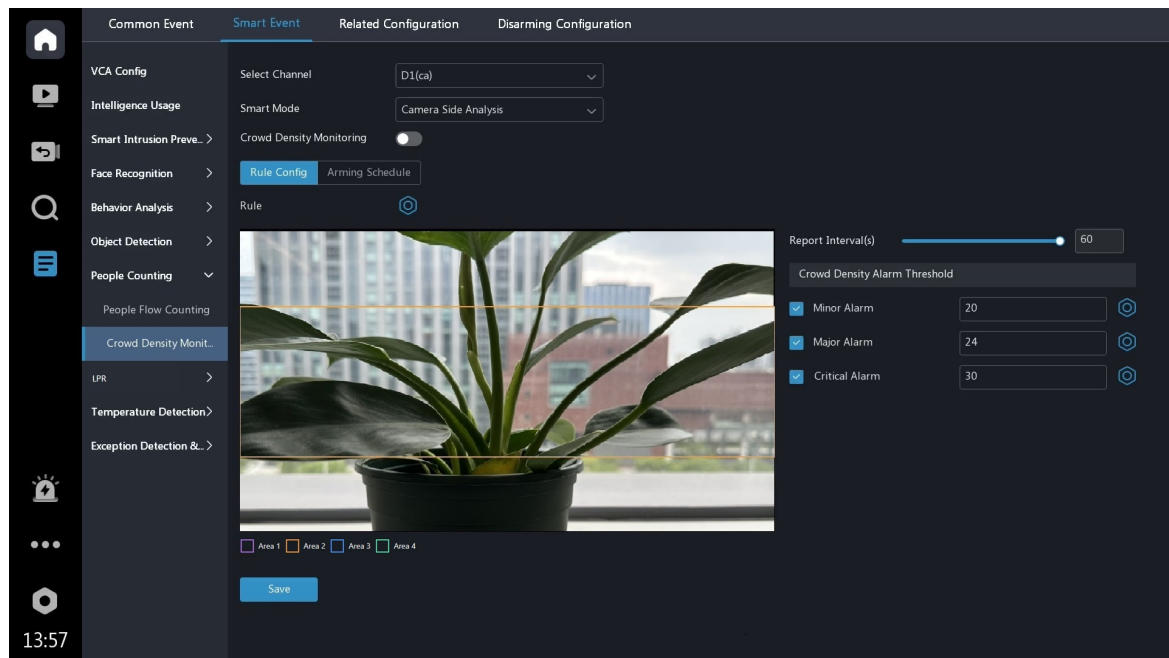 Common Event
Smart Event
Related Configuration
Disarming Configuration
VCA Config
Intelligence Usage
Smart Intrusion Preve...
Face Recognition
Behavior Analysis
Object Detection
People Counting
People Flow Counting
Crowd Density Monit...
LPR
Temperature Detection
Exception Detection &...
13:57
Select Channel D1(ca)
Smart Mode Camera Side Analysis
Crowd Density Monitoring
Rule Config Arming Schedule
Rule
Report Interval(s) 60
Crowd Density Alarm Threshold
Minor Alarm 20
Major Alarm 24
Critical Alarm 30
Area 1 Area 2 Area 3 Area 4
Save